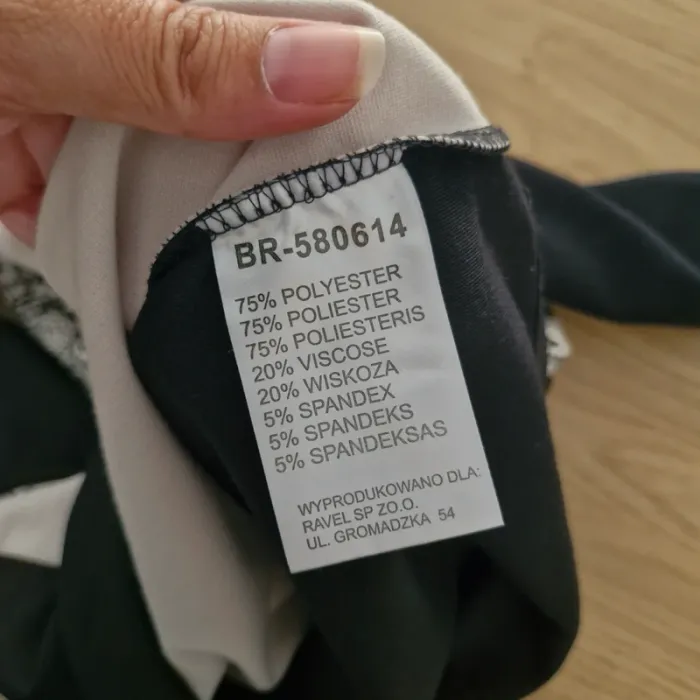 BR-580614
75% POLYESTER
75% POLIESTER
75% POLIESTERIS
20% VISCOSE
20% WISKOZA
5% SPANDEX
5% SPANDEKS
5% SPANDEKSAS
WYPRODUKOWANO DLA:
RAVEL SP ZO.O.
UL. GROMADZKA 54